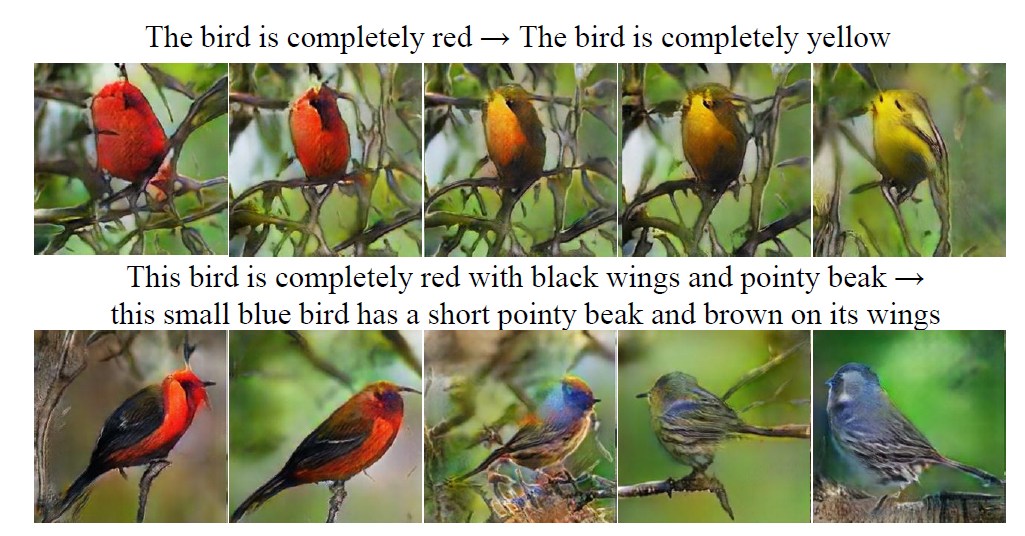 The bird is completely red → The bird is completely yellow
This bird is completely red with black wings and pointy beak →
this small blue bird has a short pointy beak and brown on its wings